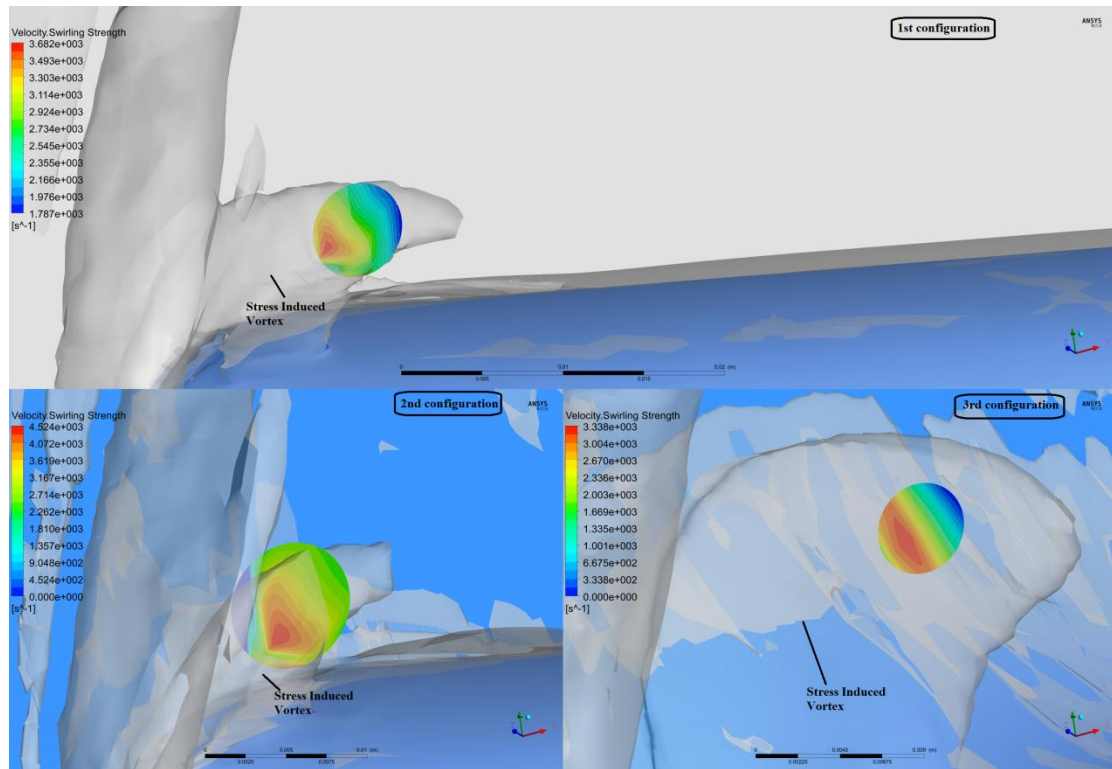 Velocity.Swirling Strength
3.682e+003
3.493e+003
3.303e+003
3.114e+003
2.924e+003
2.734e+003
2.545e+003
2.355e+003
2.166e+003
1.976e+003
1.787e+003
[s^-1]
1st configuration
ANSYS
Stress Induced
Vortex
0
0.005
0.01
0.015
0.02 (m)
Velocity.Swirling Strength
4.524e+003
4.072e+003
3.619e+003
3.167e+003
2.714e+003
2.262e+003
1.810e+003
1.357e+003
9.048e+002
4.524e+002
0.000e+000
[s^-1]
2nd configuration
ANSYS
Stress Induced
Vortex
0
0.0025
0.005
0.0075
0.01 (m)
Velocity.Swirling Strength
3.338e+003
3.004e+003
2.670e+003
2.336e+003
2.003e+003
1.669e+003
1.335e+003
1.001e+003
6.675e+002
3.338e+002
0.000e+000
[s^-1]
3rd configuration
ANSYS
Stress Induced
Vortex
0
0.00225
0.0045
0.00675
0.009 (m)